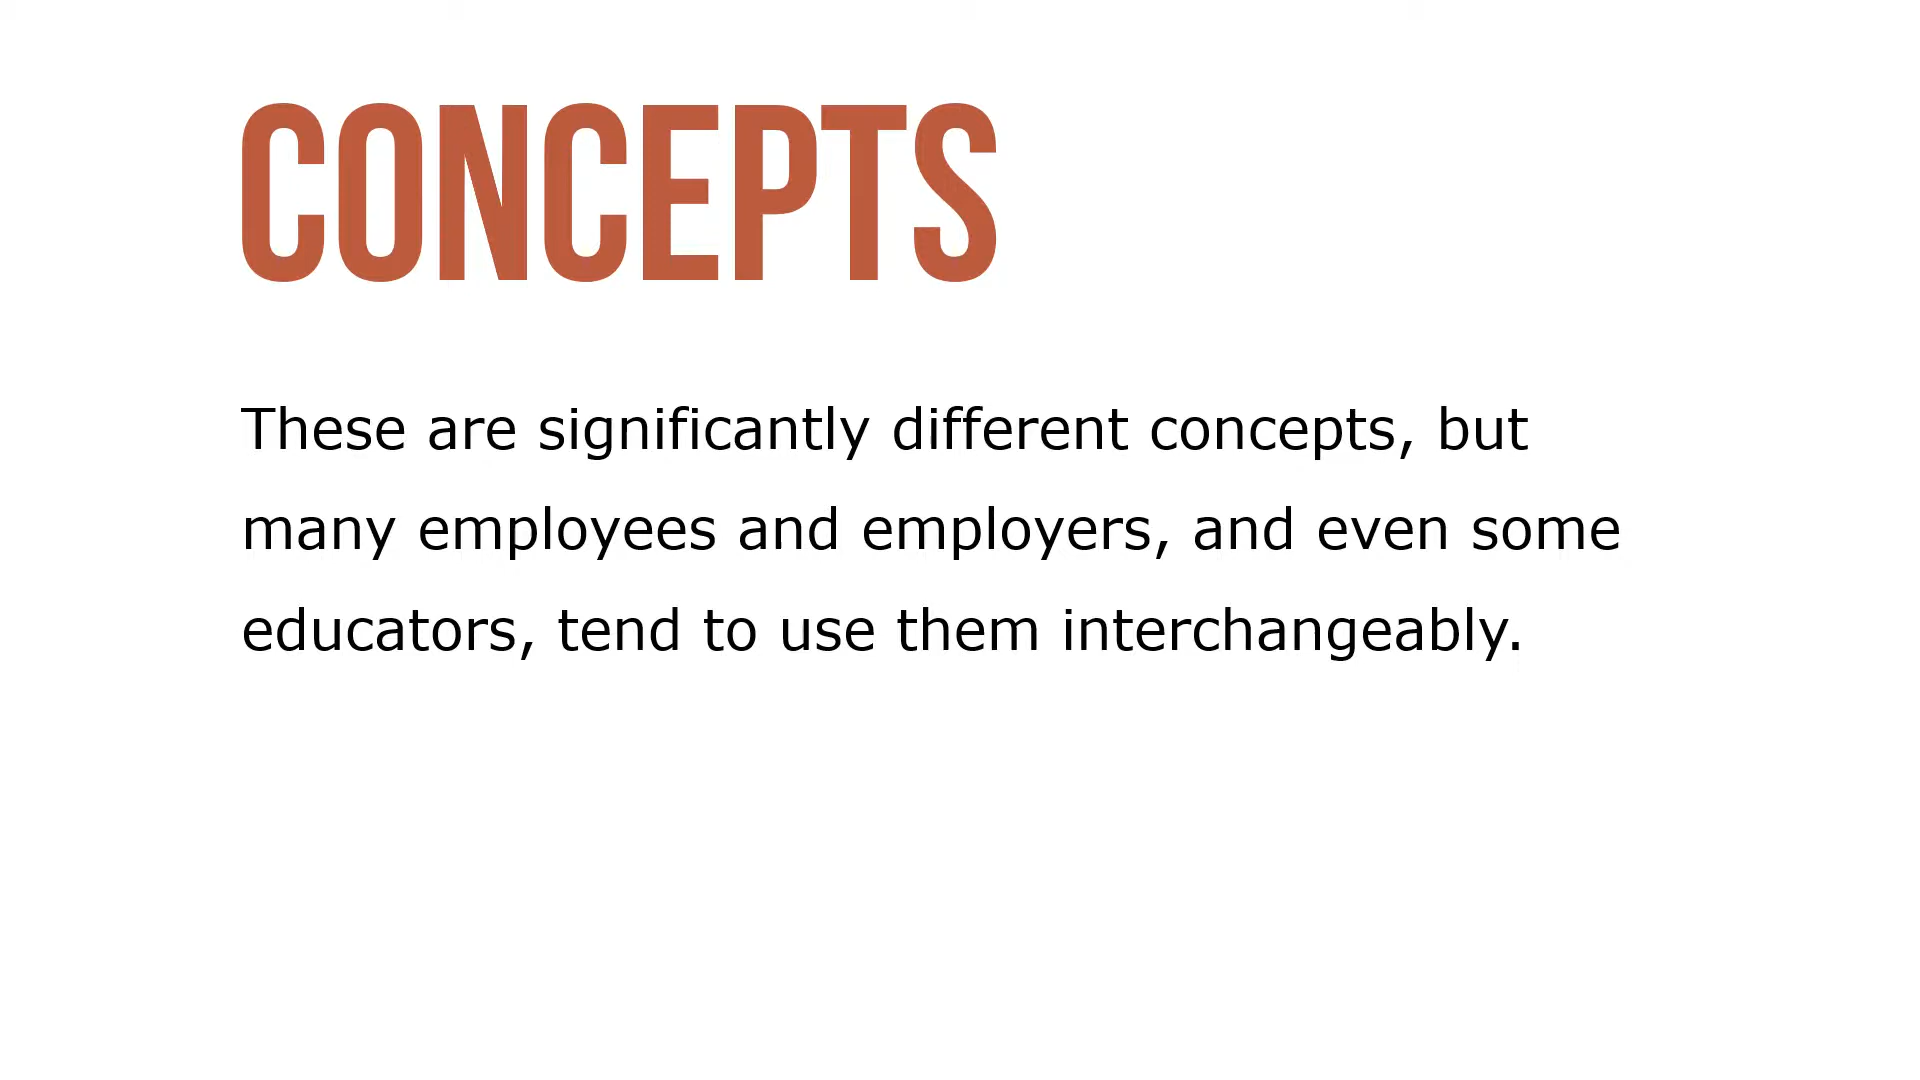 CONCEPTS
These are significantly different concepts, but
many employees and employers, and even some
educators, tend to use them interchangeably.